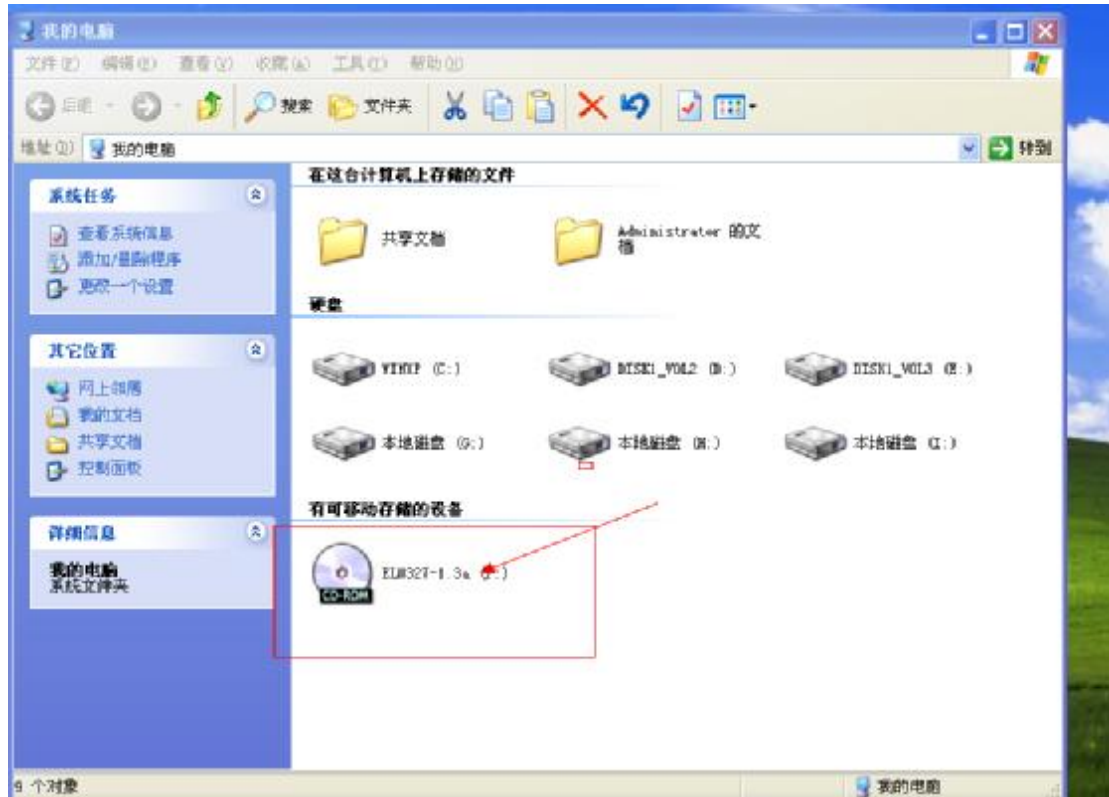 我的电脑
文件(F) 编辑(E) 查看(V) 收藏(A) 工具(T) 帮助(H)
后退 搜索 文件夹
地址(D) 我的电脑 转到
在这台计算机上存储的文件
系统任务
查看系统信息
添加/删除程序
更改一个设置
共享文档
Administrator 的文档
硬盘
其它位置
网上邻居
我的文档
共享文档
控制面板
WINXP (C:) DISK1_VOL2 (D:) DISK1_VOL3 (E:)
本地磁盘 (G:) 本地磁盘 (H:) 本地磁盘 (I:)
有可移动存储的设备
详细信息
我的电脑
系统文件夹
ELM327-1.3a
CD-ROM
9 个对象 我的电脑